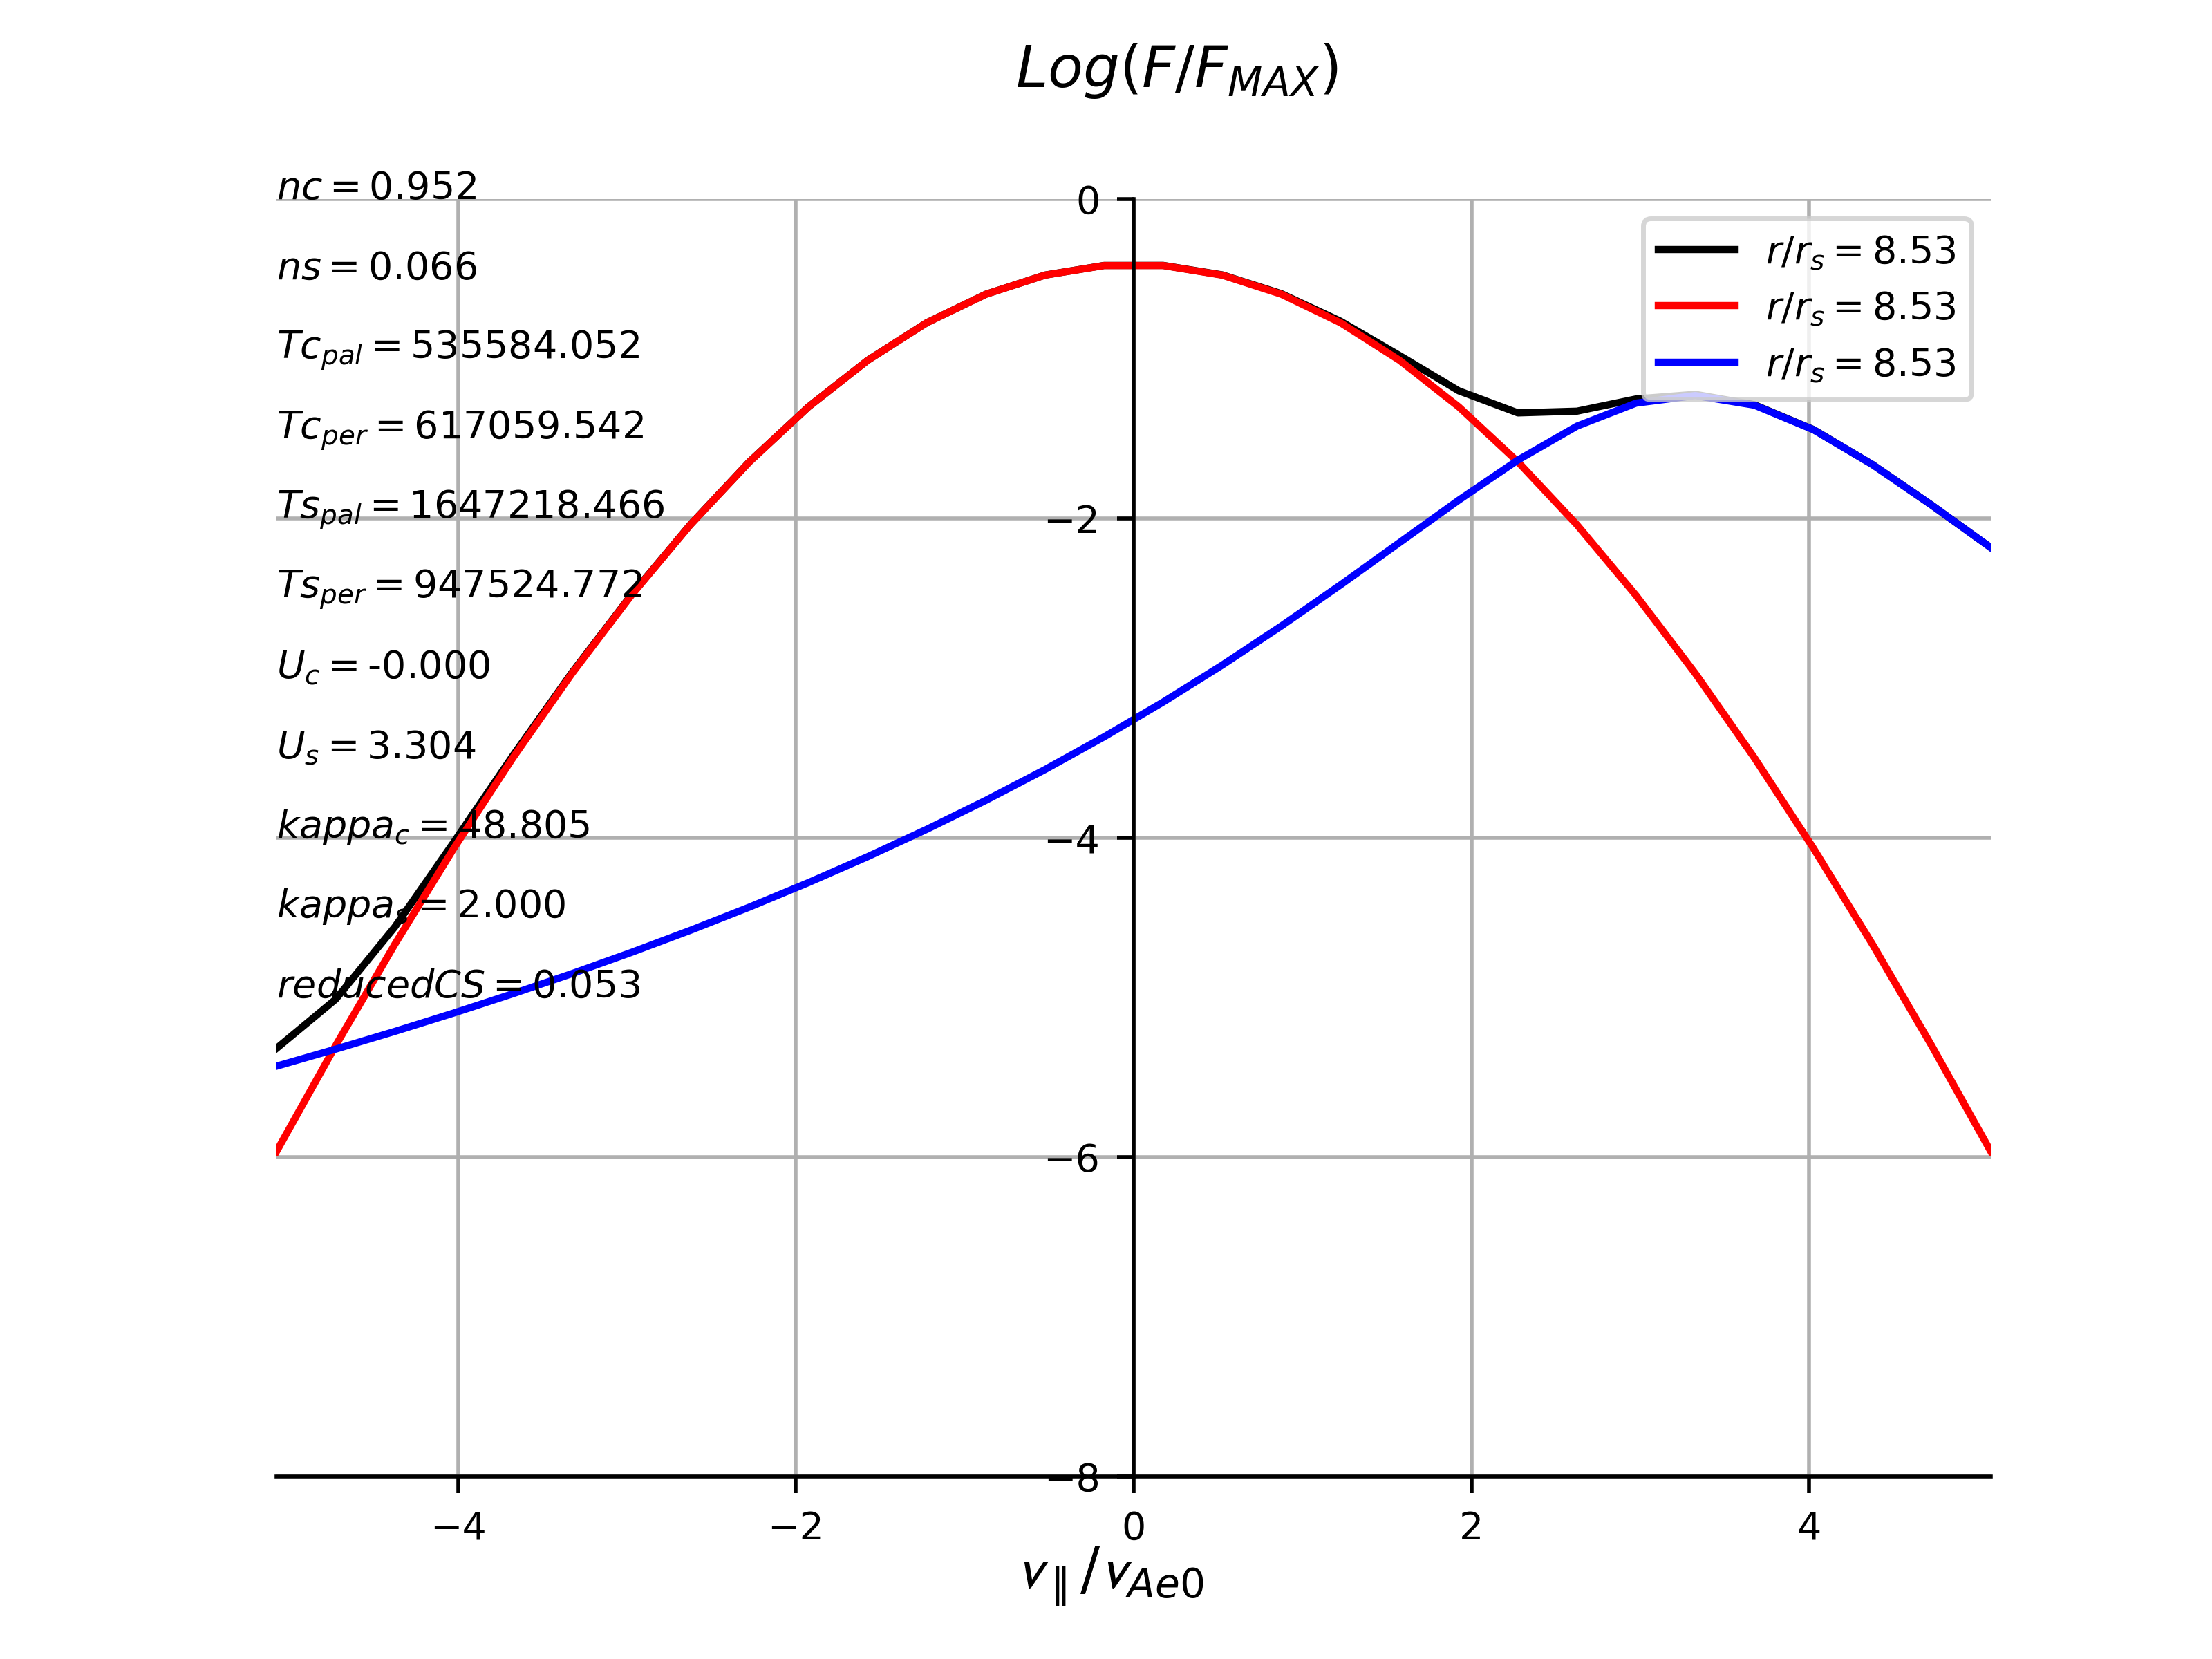 Log(F/F_MAX)
nc = 0.952
ns = 0.066
Tc_pal = 535584.052
Tc_per = 617059.542
Ts_pal = 1647218.466
Ts_per = 947524.772
U_c = -0.000
U_s = 3.304
kappa_c = 48.805
kappa_s = 2.000
reducedCS = 0.053
r/r_s = 8.53
r/r_s = 8.53
r/r_s = 8.53
0
−2
−4
−6
−8
−4 −2 0 2 4
v_∥/v_Ae0